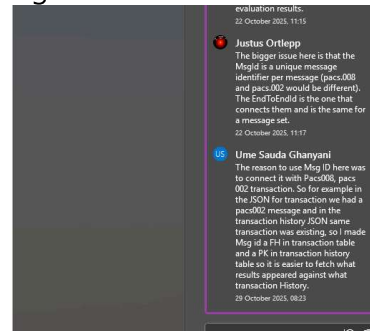 evaluation results.
22 October 2025, 11:15
Justus Ortlepp
The bigger issue here is that the
MsgId is a unique message
identifier per message (pacs.008
and pacs.002 would be different).
The EndToEndId is the one that
connects them and is the same for
a message set.
22 October 2025, 11:17
US
Ume Sauda Ghanyani
The reason to use Msg ID here was
to connect it with Pacs008, pacs
002 transaction. So for example in
the JSON for transaction we had a
pacs002 message and in the
transaction history JSON same
transaction was existing, so I made
Msg id a FH in transaction table
and a PK in transaction history
table so it is easier to fetch what
results appeared against what
transaction History.
29 October 2025, 08:23